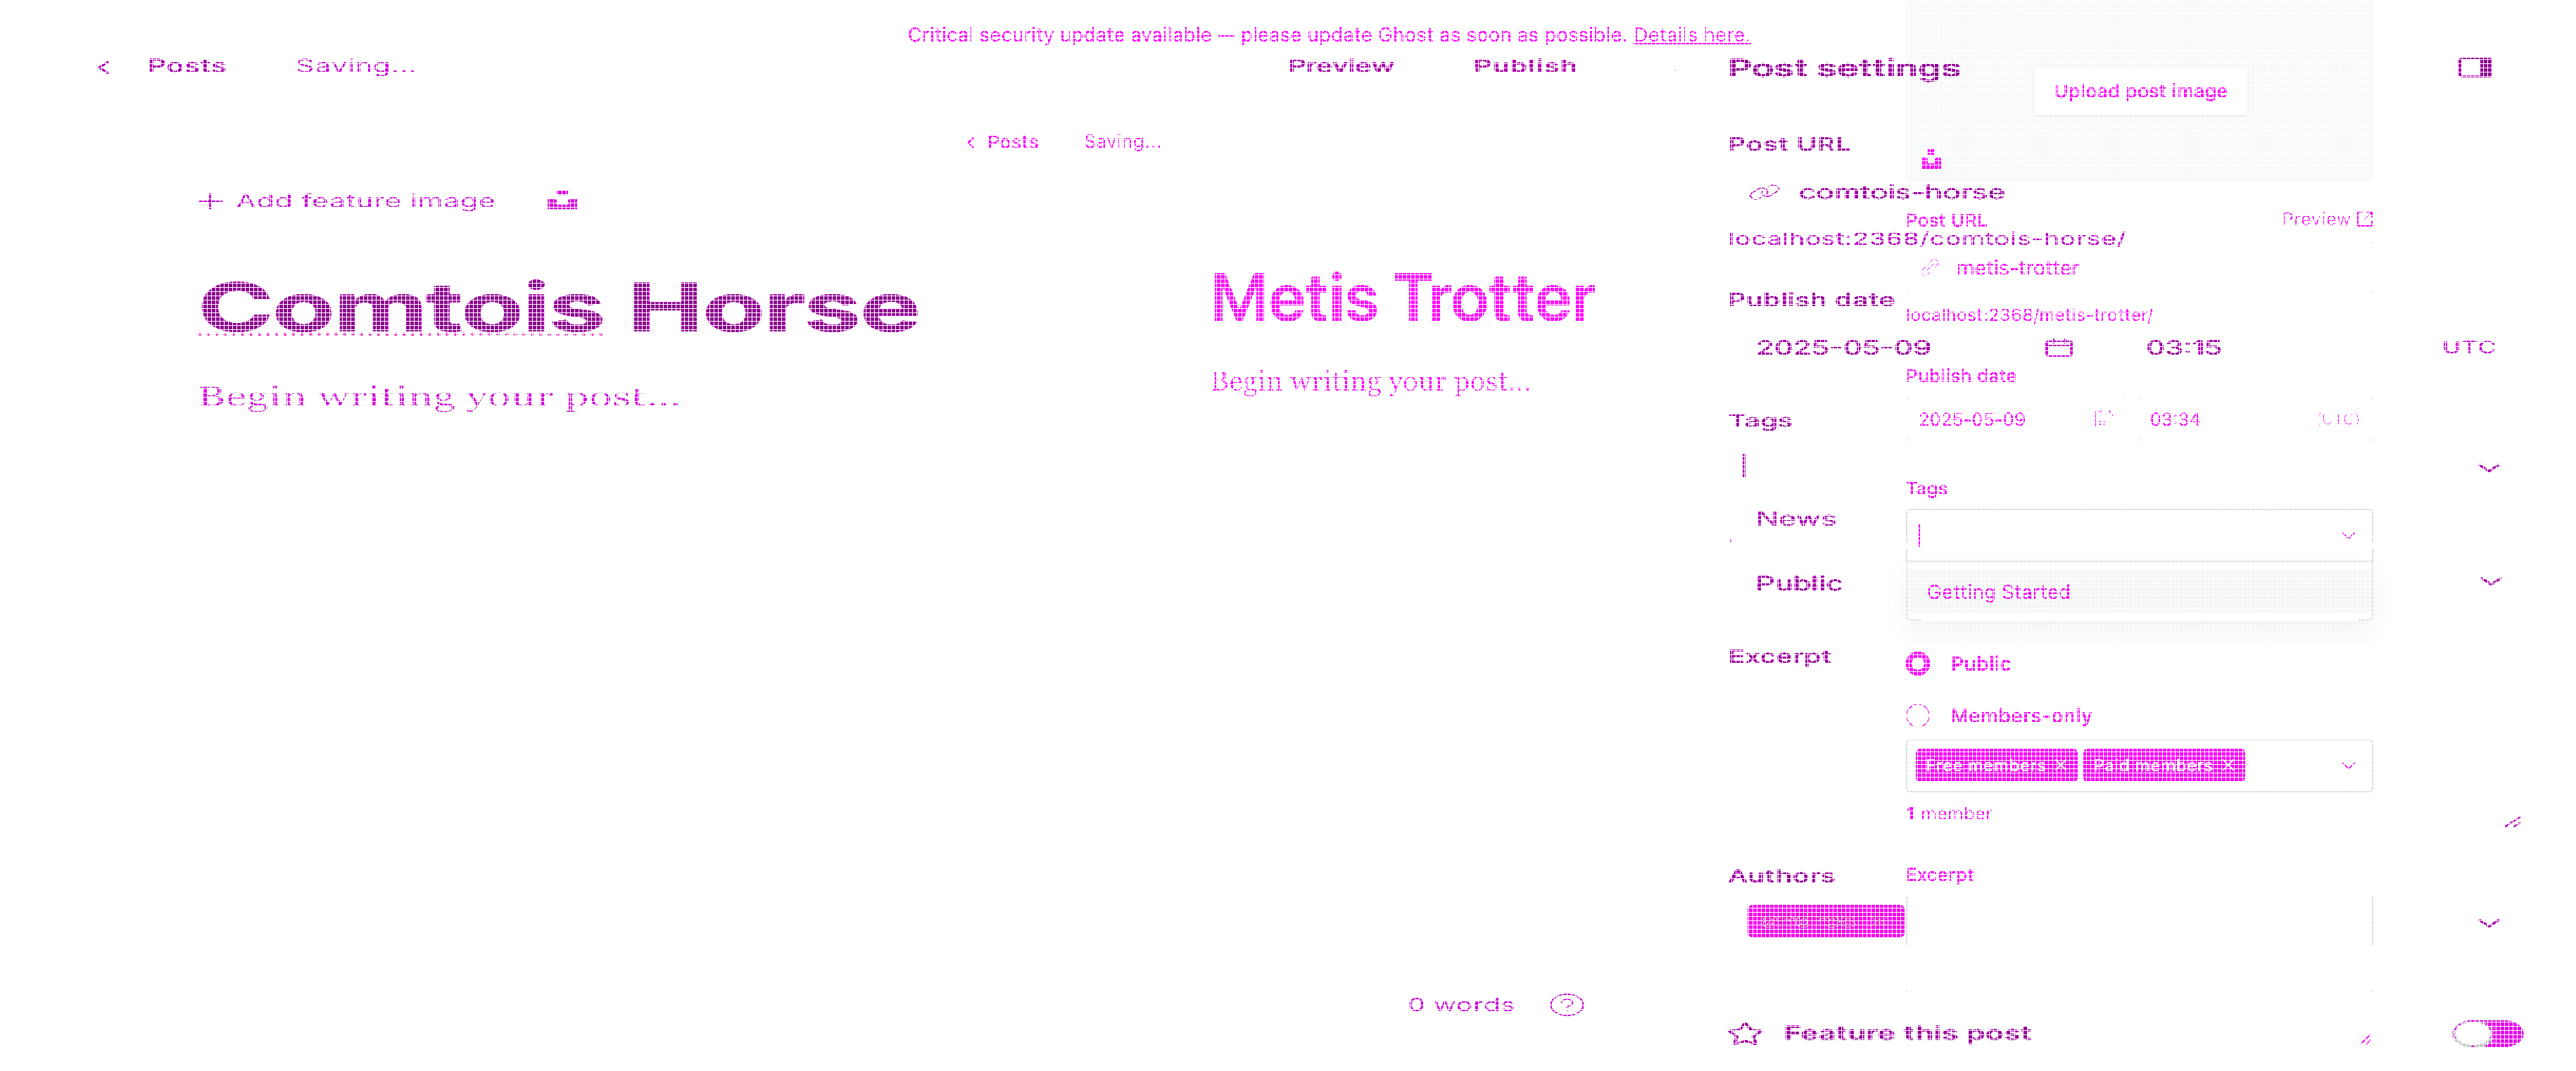 Critical security update available — please update Ghost as soon as possible. Details here.
Posts Saving... Preview Publish Post settings
Upload post image
Posts Saving...
Post URL
comtois-horse
+ Add feature image
Post URL Preview
localhost:2368/comtois-horse/
metis-trotter
Comtois Horse
Metis Trotter
Publish date
localhost:2368/metis-trotter/
2025-05-09 03:15 UTC
Publish date
Begin writing your post...
Begin writing your post...
Tags
2025-05-09 03:34 (UTC)
Tags
News
Public
Getting Started
Excerpt
Public
Members-only
Free members × Paid members ×
1 member
Authors
Excerpt
0 words ?
Feature this post